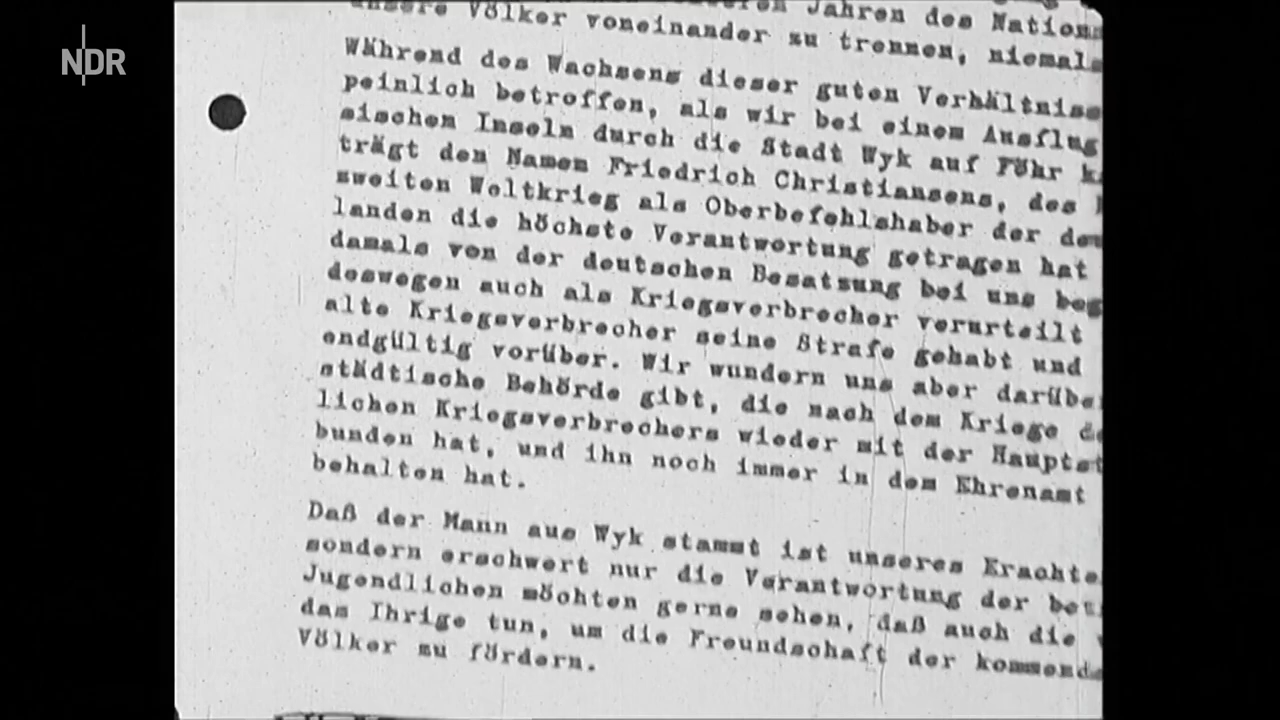 NDR
Jahren des
unsere Völker voneinander zu trennen, niemals
Während des Wachsens dieser guten Verhältnisse
peinlich betroffen, als wir bei einem Ausflug
sischen Inseln durch die Stadt Wyk auf Föhr
trägt den Namen Friedrich Christiansens, des
zweiten Weltkrieg als Oberbefehlshaber der
landen die höchste Verantwortung getragen hat
damals von der deutschen Besatzung bei uns
deswegen auch als Kriegsverbrecher verurteilt
alte Kriegsverbrecher seine Strafe gehabt und
endgültig vorüber. Wir wundern uns aber
städtische Behörde gibt, die nach dem Kriege
lichen Kriegsverbrechers wieder mit der
bunden hat, und ihn noch immer in dem Ehrenamt
behalten hat.
Daß der Mann aus Wyk stammt ist unseres
sondern erschwert nur die Verantwortung der
Jugendlichen möchten gerne sehen, daß auch die
das Ihrige tun, um die Freundschaft der
Völker zu fördern.